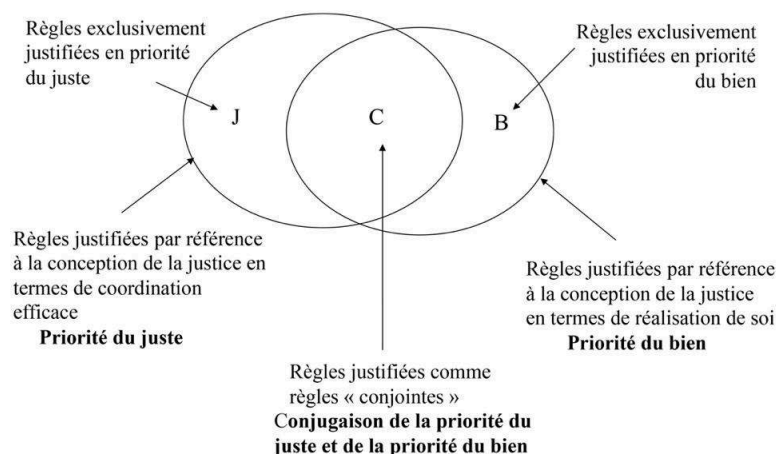 Règles exclusivement
justifiées en priorité
du juste
Règles exclusivement
justifiées en priorité
du bien
J
C
B
Règles justifiées par référence
à la conception de la justice en
termes de coordination
efficace
Priorité du juste
Règles justifiées par référence
à la conception de la justice
en termes de réalisation de soi
Priorité du bien
Règles justifiées comme
règles « conjointes »
Conjugaison de la priorité du
juste et de la priorité du bien